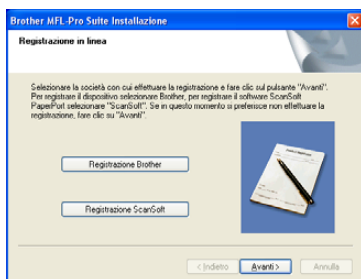 Brother MFL-Pro Suite Installazione
Registrazione in linea
Selezionare la società con cui effettuare la registrazione e fare clic sul pulsante "Avanti".
Per registrare il dispositivo selezionare Brother, per registrare il software ScanSoft
PaperPort selezionare "ScanSoft". Se in questo momento si preferisce non effettuare la
registrazione, fare clic su "Avanti".
Registrazione Brother
Registrazione ScanSoft
< Indietro Avanti > Annulla